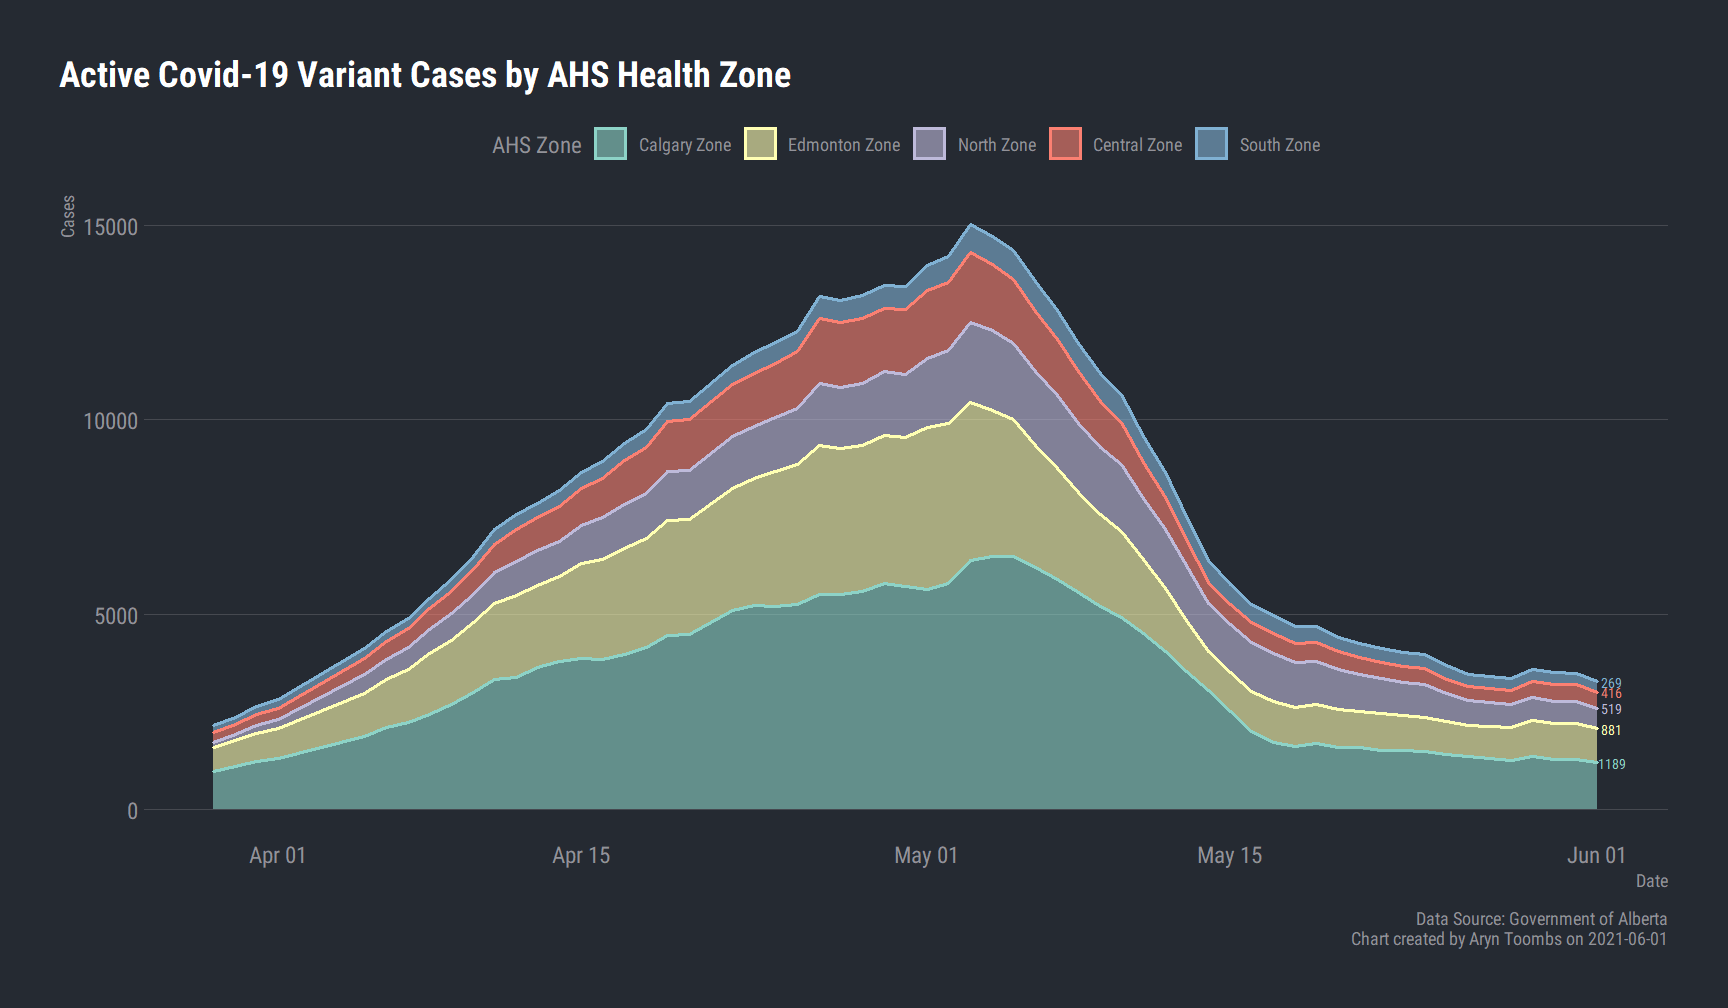 Active Covid-19 Variant Cases by AHS Health Zone
AHS Zone Calgary Zone Edmonton Zone North Zone Central Zone South Zone
Cases
15000
10000
5000
0
269
416
519
881
1189
Apr 01 Apr 15 May 01 May 15 Jun 01
Date
Data Source: Government of Alberta
Chart created by Aryn Toombs on 2021-06-01